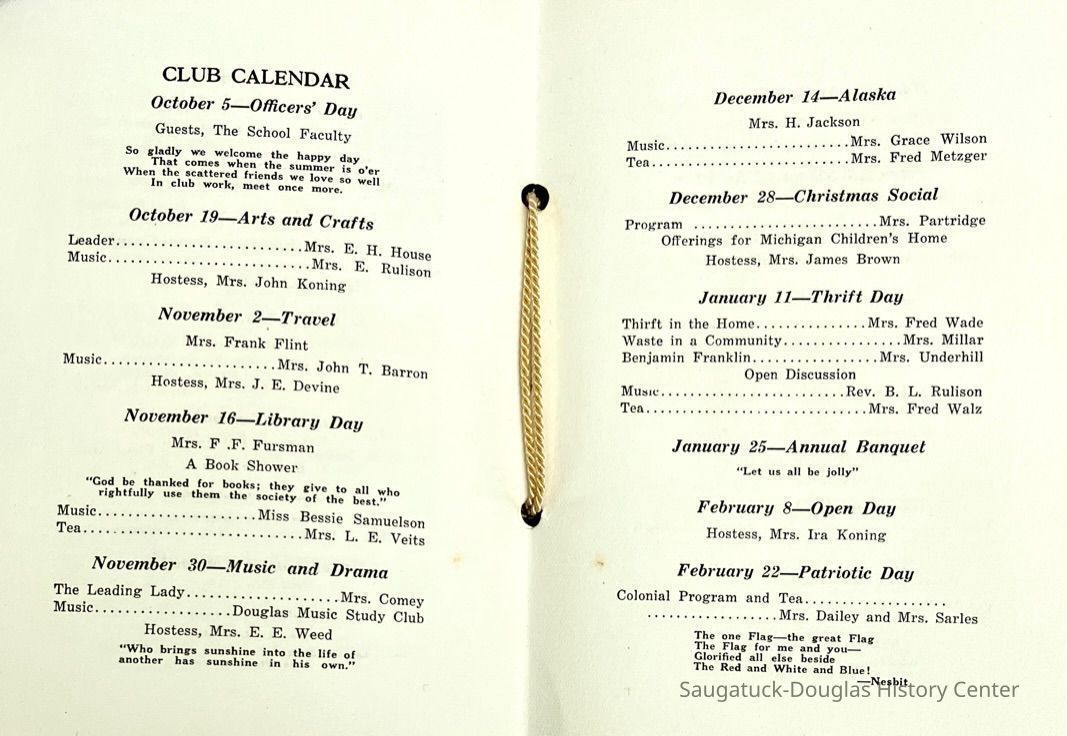 CLUB CALENDAR
October 5—Officers' Day
Guests, The School Faculty
So gladly we welcome the happy day
That comes when the summer is o'er
When the scattered friends we love so well
In club work, meet once more.
October 19—Arts and Crafts
Leader........................Mrs. E. H. House
Music..........................Mrs. E. Rulison
Hostess, Mrs. John Koning
November 2—Travel
Mrs. Frank Flint
Music......................Mrs. John T. Barron
Hostess, Mrs. J. E. Devine
November 16—Library Day
Mrs. F .F. Fursman
A Book Shower
"God be thanked for books; they give to all who
rightfully use them the society of the best."
Music....................Miss Bessie Samuelson
Tea............................Mrs. L. E. Veits
November 30—Music and Drama
The Leading Lady...................Mrs. Comey
Music.................Douglas Music Study Club
Hostess, Mrs. E. E. Weed
"Who brings sunshine into the life of
another has sunshine in his own."
December 14—Alaska
Mrs. H. Jackson
Music.......................Mrs. Grace Wilson
Tea.........................Mrs. Fred Metzger
December 28—Christmas Social
Program .......................Mrs. Partridge
Offerings for Michigan Children's Home
Hostess, Mrs. James Brown
January 11—Thrift Day
Thirft in the Home..............Mrs. Fred Wade
Waste in a Community...............Mrs. Millar
Benjamin Franklin................Mrs. Underhill
Open Discussion
Music.......................Rev. B. L. Rulison
Tea............................Mrs. Fred Walz
January 25—Annual Banquet
"Let us all be jolly"
February 8—Open Day
Hostess, Mrs. Ira Koning
February 22—Patriotic Day
Colonial Program and Tea..................
.................Mrs. Dailey and Mrs. Sarles
The one Flag—the great Flag
The Flag for me and you—
Glorified all else beside
The Red and White and Blue!
—Nesbit
Saugatuck-Douglas History Center